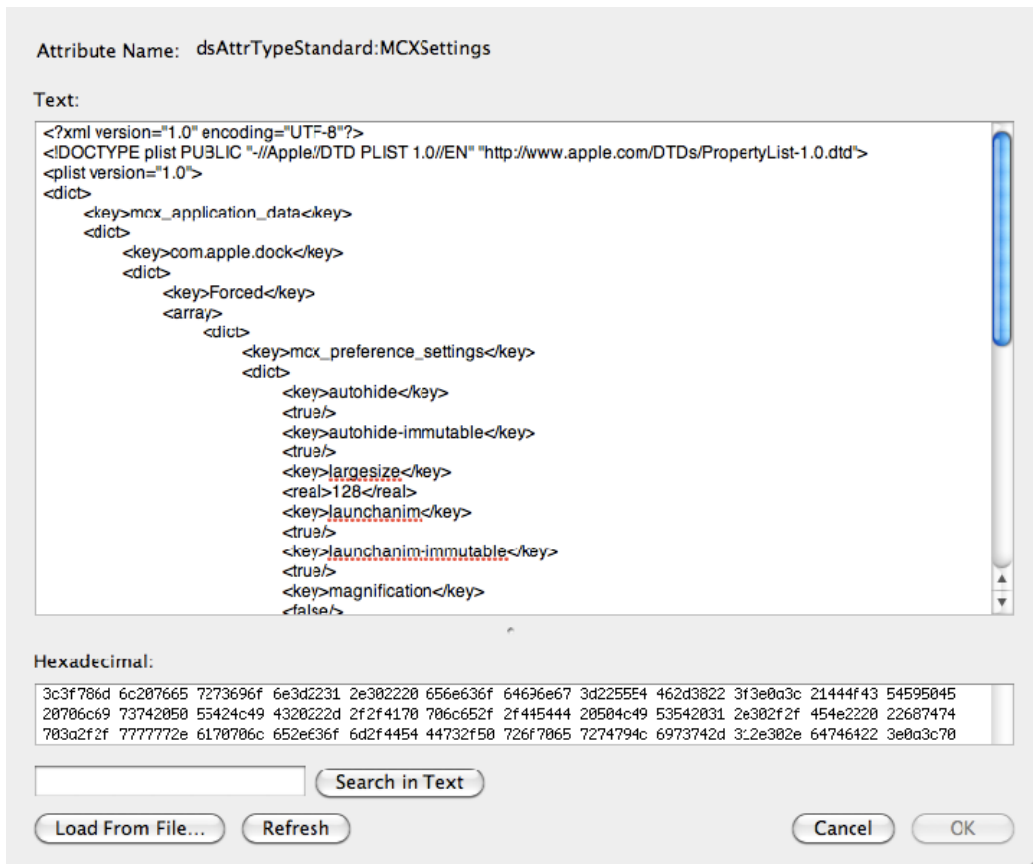 Attribute Name: dsAttrTypeStandard:MCXSettings
Text:
<?xml version="1.0" encoding="UTF-8"?>
<!DOCTYPE plist PUBLIC "-//Apple//DTD PLIST 1.0//EN" "http://www.apple.com/DTDs/PropertyList-1.0.dtd">
<plist version="1.0">
<dict>
<key>mcx_application_data</key>
<dict>
<key>com.apple.dock</key>
<dict>
<key>Forced</key>
<array>
<dict>
<key>mcx_preference_settings</key>
<dict>
<key>autohide</key>
<true/>
<key>autohide-immutable</key>
<true/>
<key>largesize</key>
<real>128</real>
<key>launchanim</key>
<true/>
<key>launchanim-immutable</key>
<true/>
<key>magnification</key>
<false/>
Hexadecimal:
3c3f786d 6c207665 7273696f 6e3d2231 2e302220 656e636f 64696e67 3d225554 462d3822 3f3e0a3c 21444f43 54595045
20706c69 73742050 55424c49 4320222d 2f2f4170 706c652f 2f445444 20504c49 53542031 2e302f2f 454e2220 22687474
703a2f2f 7777772e 6170706c 652e636f 6d2f4454 44732f50 726f7065 7274794c 6973742d 312e302e 64746422 3e0a3c70
Search in Text
Load From File... Refresh Cancel OK